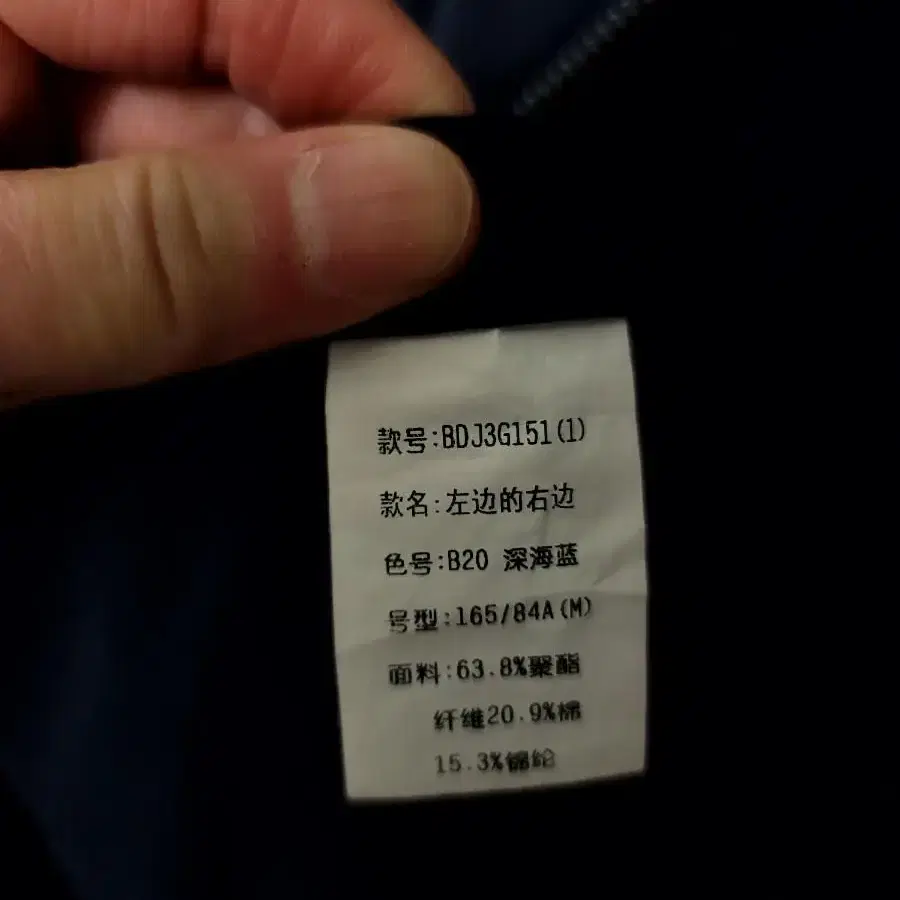 款号:BDJ3G151(1)
款名:左边的右边
色号:B20 深海蓝
号型:165/84A(M)
面料:63.8%聚酯
纤维20.9%棉
15.3%锦纶